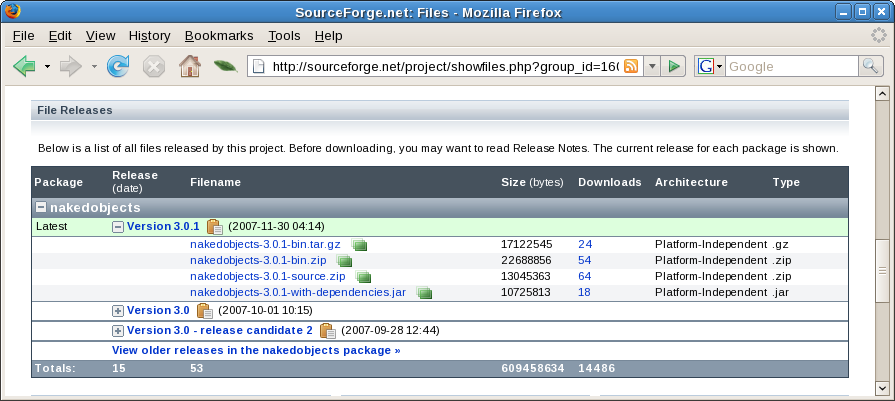 SourceForge.net: Files - Mozilla Firefox
File Edit View History Bookmarks Tools Help
http://sourceforge.net/project/showfiles.php?group_id=16 G Google
File Releases
Below is a list of all files released by this project. Before downloading, you may want to read Release Notes. The current release for each package is shown.
Package Release (date) Filename Size (bytes) Downloads Architecture Type
nakedobjects
Latest Version 3.0.1 (2007-11-30 04:14)
nakedobjects-3.0.1-bin.tar.gz 17122545 24 Platform-Independent .gz
nakedobjects-3.0.1-bin.zip 22688856 54 Platform-Independent .zip
nakedobjects-3.0.1-source.zip 13045363 64 Platform-Independent .zip
nakedobjects-3.0.1-with-dependencies.jar 10725813 18 Platform-Independent .jar
Version 3.0 (2007-10-01 10:15)
Version 3.0 - release candidate 2 (2007-09-28 12:44)
View older releases in the nakedobjects package »
Totals: 15 53 609458634 14486